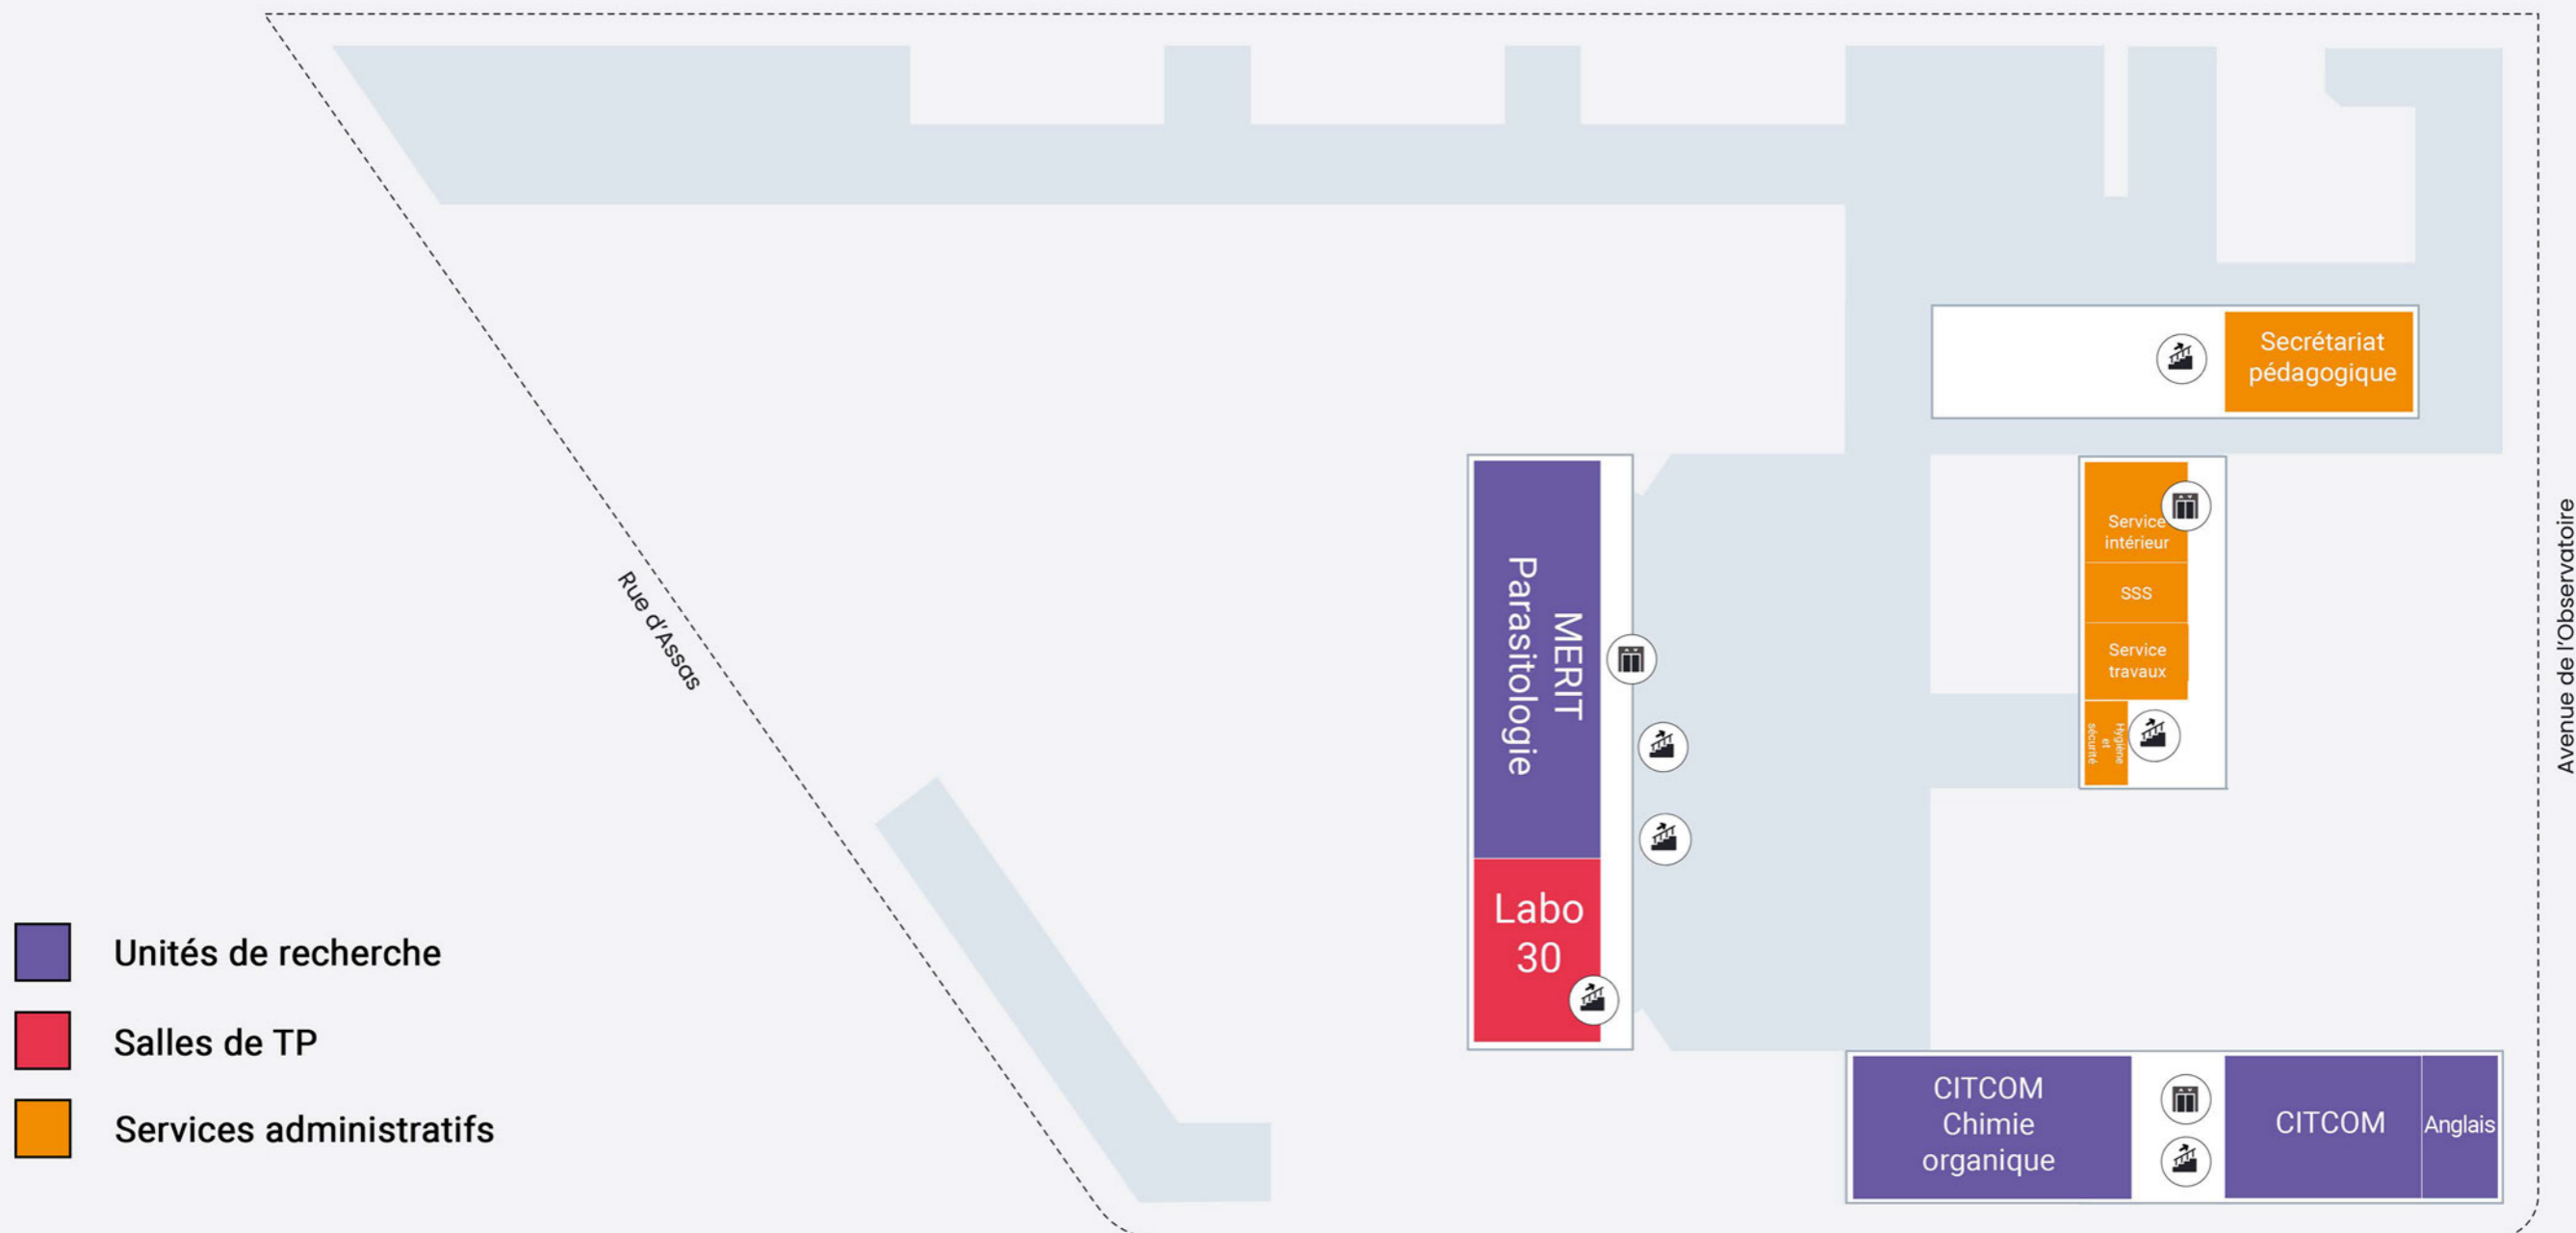 Secrétariat
pédagogique
Service
intérieur
SSS
Service
travaux
Hygiène
et
sécurité
Avenue de l'Observatoire
MERIT
Parasitologie
Rue d'Assas
Labo
30
Unités de recherche
Salles de TP
Services administratifs
CITCOM
Chimie
organique
CITCOM
Anglais